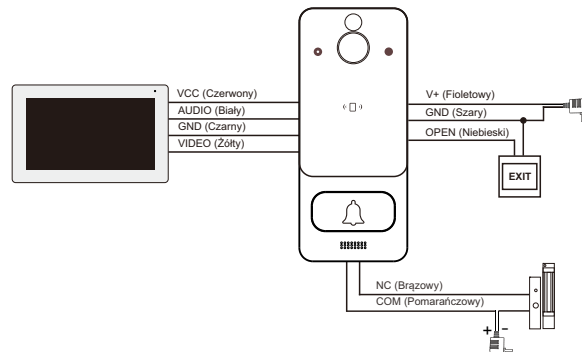 VCC (Czerwony)
AUDIO (Biały)
GND (Czarny)
VIDEO (Żółty)
V+ (Fioletowy)
GND (Szary)
OPEN (Niebieski)
EXIT
NC (Brązowy)
COM (Pomarańczowy)
+ -